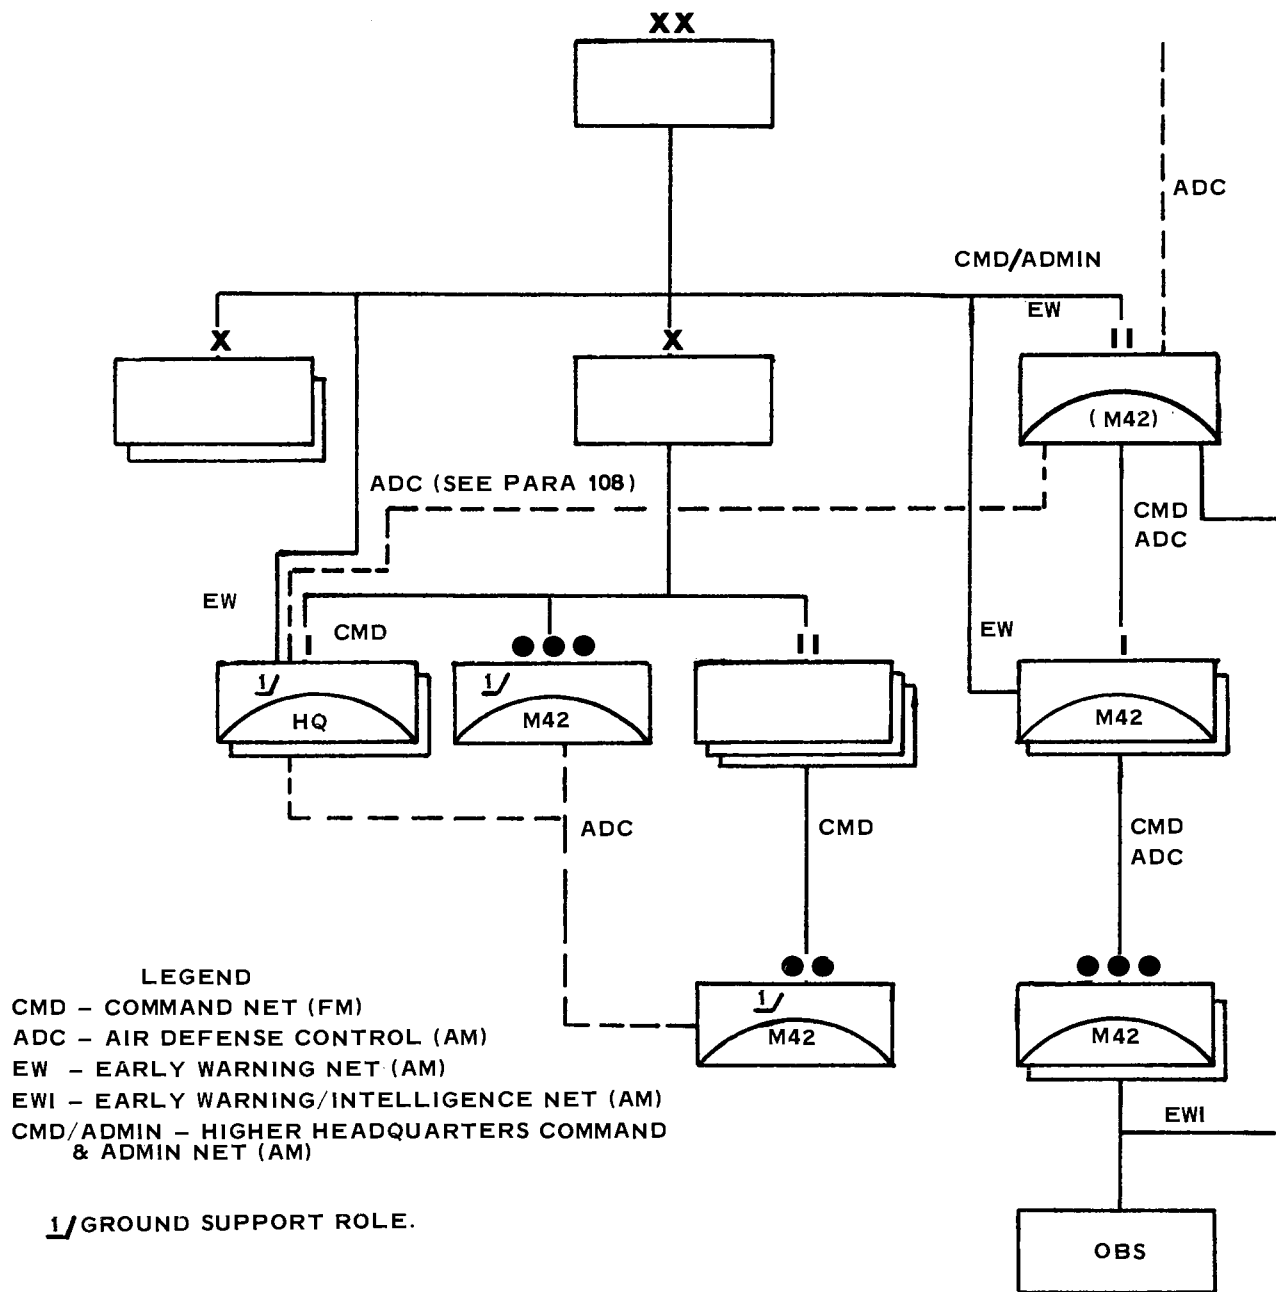 XX
ADC
CMD/ADMIN
EW
X
X
II
(M42)
ADC (SEE PARA 108)
CMD
ADC
EW
CMD
EW
I
II
I
1/
HQ
1/
M42
M42
ADC
CMD
CMD
ADC
1/
M42
M42
LEGEND
CMD – COMMAND NET (FM)
ADC – AIR DEFENSE CONTROL (AM)
EW – EARLY WARNING NET (AM)
EWI – EARLY WARNING/INTELLIGENCE NET (AM)
CMD/ADMIN – HIGHER HEADQUARTERS COMMAND
& ADMIN NET (AM)
EWI
1/ GROUND SUPPORT ROLE.
OBS